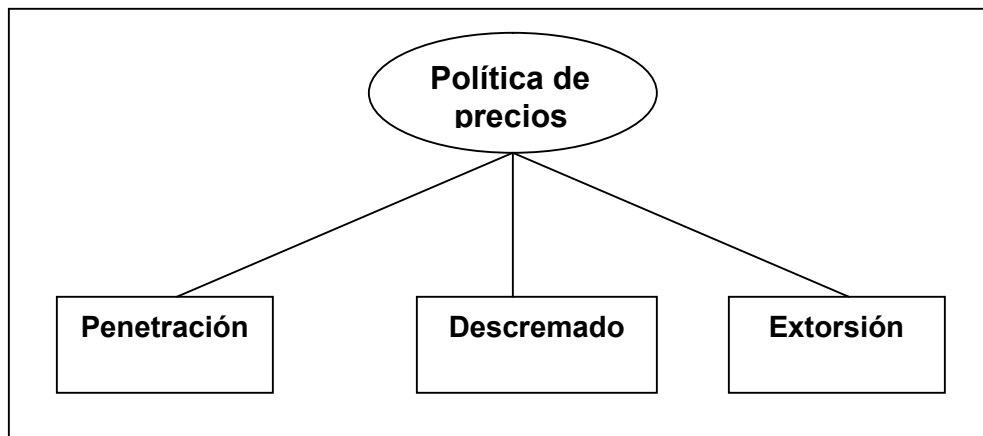 Política de
precios
Penetración
Descremado
Extorsión